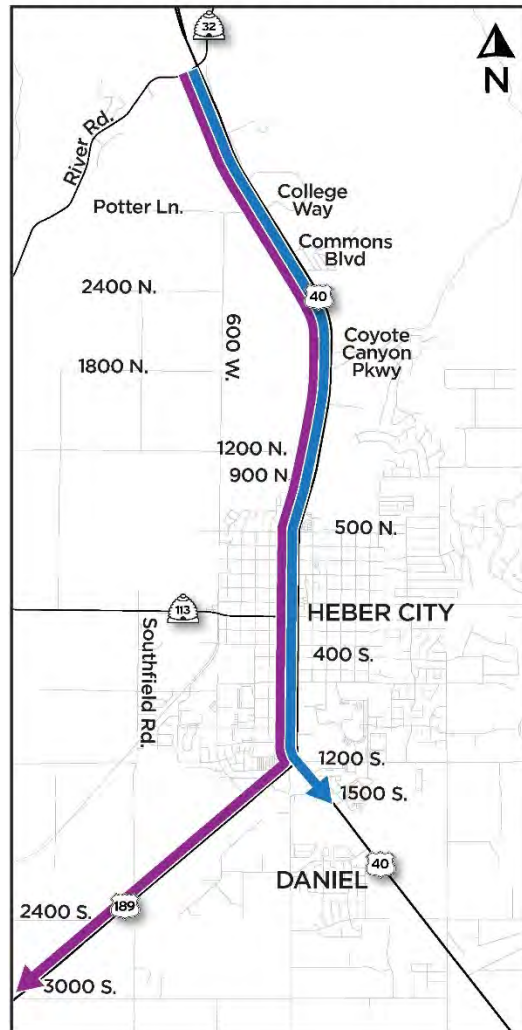 32
N
River Rd.
Potter Ln.
College
Way
Commons
Blvd
2400 N.
40
600 W.
Coyote
Canyon
Pkwy
1800 N.
1200 N.
900 N.
500 N.
113
HEBER CITY
Southfield Rd.
400 S.
1200 S.
1500 S.
40
DANIEL
189
2400 S.
3000 S.